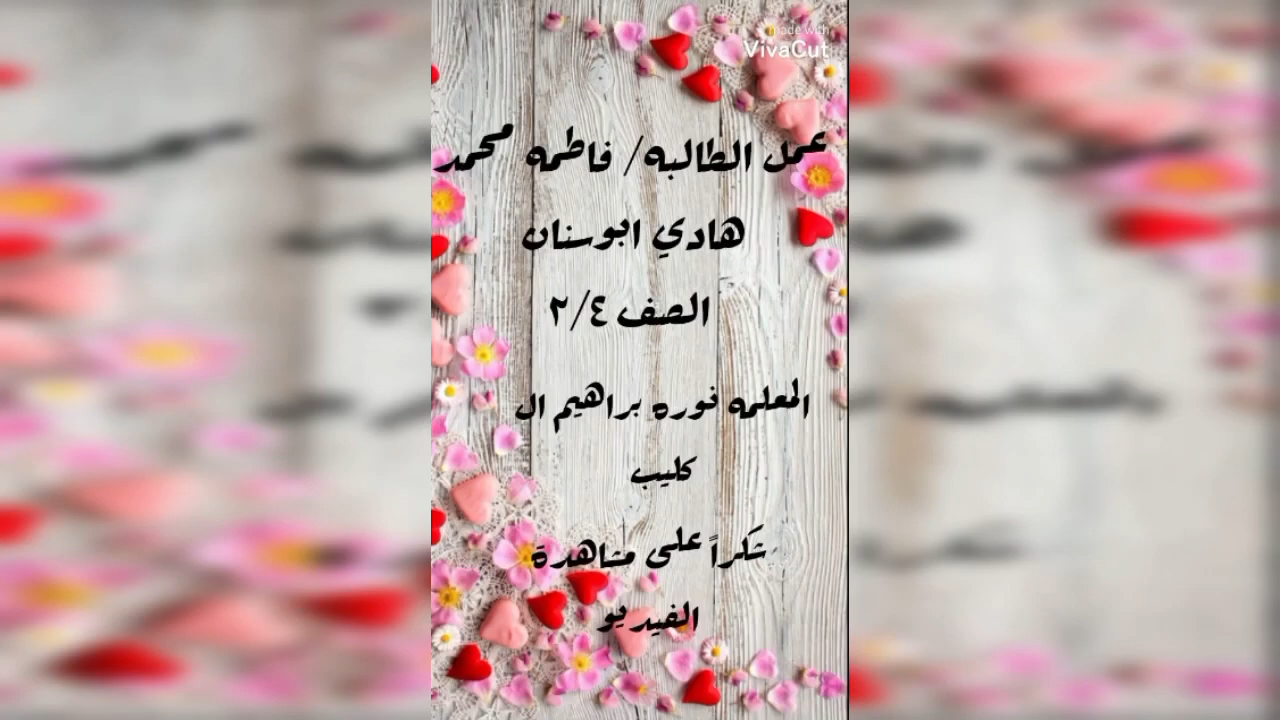 made with
VivaCut
عمل الطالبه/ فاطمه محمد
هادي ابوسنان
الصف ٢/٤
المعلمه نوره براهيم ال
كليب
شكراً على مشاهدة
الفيديو